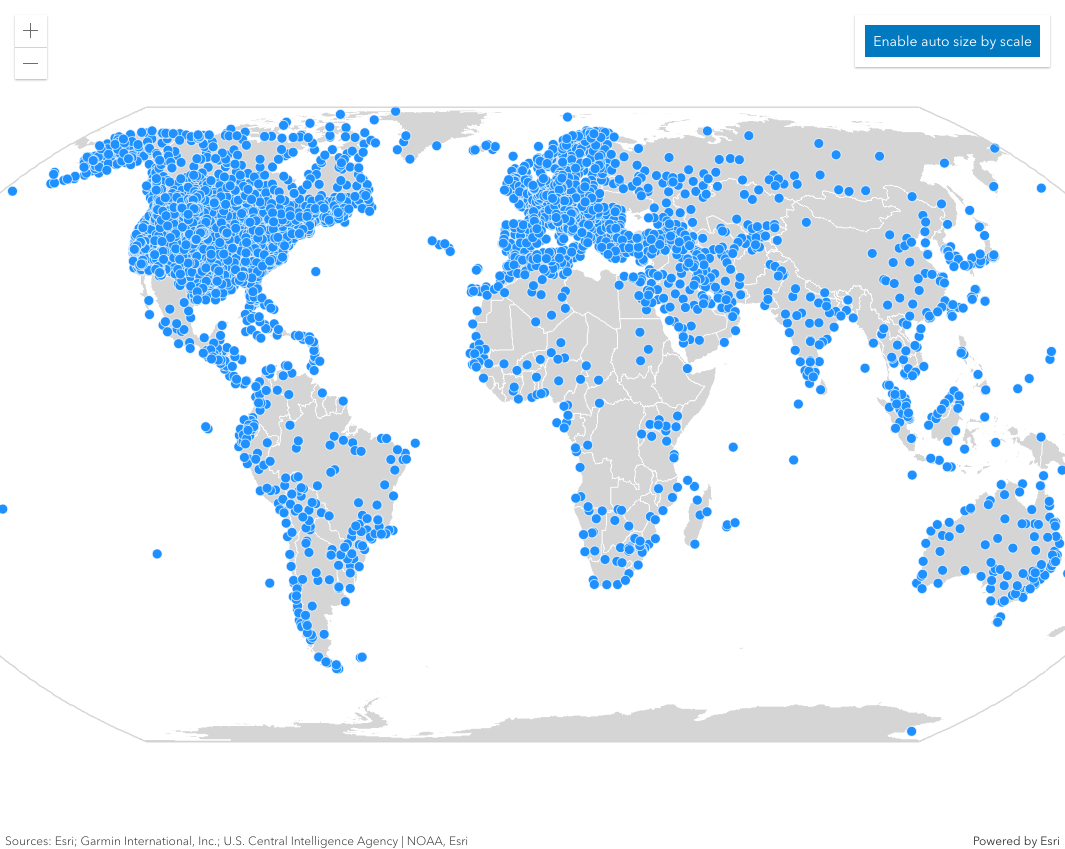 Enable auto size by scale
Sources: Esri; Garmin International, Inc.; U.S. Central Intelligence Agency | NOAA, Esri
Powered by Esri